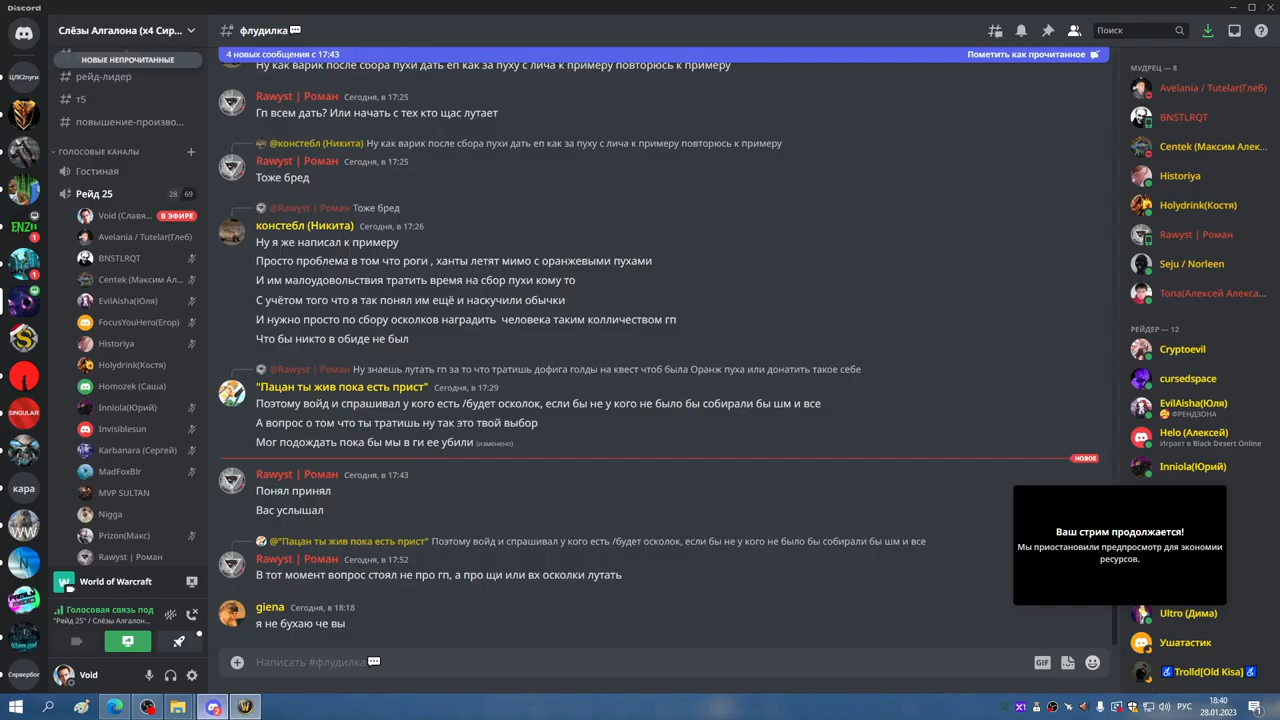 Discord
Слёзы Алгалона (x4 Сир...
флудилка
Поиск
НОВЫЕ НЕПРОЧИТАННЫЕ
рейд-лидер
т5
повышение-произво...
ГОЛОСОВЫЕ КАНАЛЫ
Гостиная
Рейд 25
28 69
Void (Славя... В ЭФИРЕ
Avelania / Tutelar(Глеб)
BNSTLRQT
Centek (Максим Ал...
EvilAisha(Юля)
FocusYouHero(Егор)
Historiya
Holydrink(Костя)
Homozek (Саша)
Inniola(Юрий)
Invisiblesun
Karbanara (Сергей)
MadFoxBlr
MVP SULTAN
Nigga
Prizon(Макс)
Rawyst | Роман
World of Warcraft
Голосовая связь под
"Рейд 25" / Слёзы Алгалон...
Void
ЦЛК2пуги
ENZO
1
1
SINGULAR
кара
WW
N
Сервербог
4 новых сообщения с 17:43
Пометить как прочитанное
Ну как варик после сбора пухи дать еп как за пуху с лича к примеру повторюсь к примеру
Rawyst | Роман Сегодня, в 17:25
Гп всем дать? Или начать с тех кто щас лутает
@констебл (Никита) Ну как варик после сбора пухи дать еп как за пуху с лича к примеру повторюсь к примеру
Rawyst | Роман Сегодня, в 17:25
Тоже бред
@Rawyst | Роман Тоже бред
констебл (Никита) Сегодня, в 17:26
Ну я же написал к примеру
Просто проблема в том что роги , ханты летят мимо с оранжевыми пухами
И им малоудовольствия тратить время на сбор пухи кому то
С учётом того что я так понял им ещё и наскучили обычки
И нужно просто по сбору осколков наградить человека таким колличеством гп
Что бы никто в обиде не был
@Rawyst | Роман Ну знаешь лутать гп за то что тратишь дофига голды на квест чтоб была Оранж пуха или донатить такое себе
"Пацан ты жив пока есть прист" Сегодня, в 17:29
Поэтому войд и спрашивал у кого есть /будет осколок, если бы не у кого не было бы собирали бы шм и все
А вопрос о том что ты тратишь ну так это твой выбор
Мог подождать пока бы мы в ги ее убили (изменено)
НОВОЕ
Rawyst | Роман Сегодня, в 17:43
Понял принял
Вас услышал
@"Пацан ты жив пока есть прист" Поэтому войд и спрашивал у кого есть /будет осколок, если бы не у кого не было бы собирали бы шм и все
Rawyst | Роман Сегодня, в 17:52
В тот момент вопрос стоял не про гп, а про щи или вх осколки лутать
giena Сегодня, в 18:18
я не бухаю че вы
Написать #флудилка
GIF
МУДРЕЦ — 8
Avelania / Tutelar(Глеб)
BNSTLRQT
Centek (Максим Алек...
Historiya
Holydrink(Костя)
Rawyst | Роман
Seju / Norleen
Топа(Алексей Алекса...
РЕЙДЕР — 12
Cryptoevil
cursedspace
EvilAisha(Юля)
ФРЕНДЗОНА
Helo (Алексей)
Играет в Black Desert Online
Inniola(Юрий)
Ваш стрим продолжается!
Мы приостановили предпросмотр для экономии
ресурсов.
Ultro (Дима)
Ушатастик
Trolld[Old Kisa]
РУС
18:40
28.01.2023
1